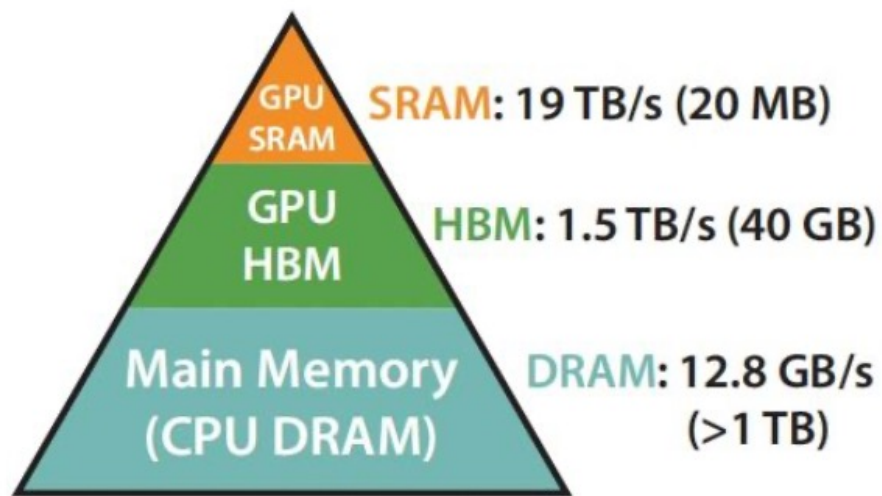 GPU
SRAM
SRAM: 19 TB/s (20 MB)
GPU
HBM
HBM: 1.5 TB/s (40 GB)
Main Memory
(CPU DRAM)
DRAM: 12.8 GB/s
(>1 TB)